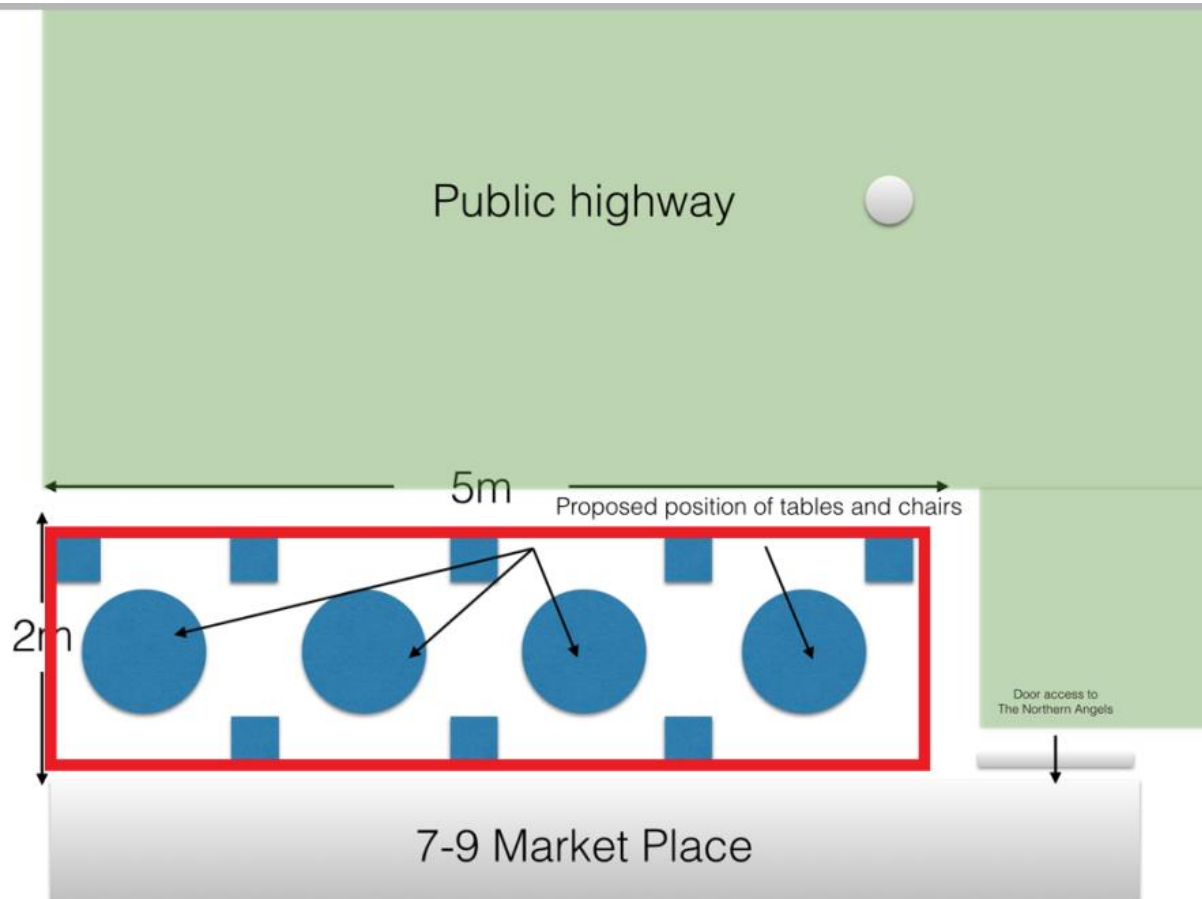 Public highway
5m
Proposed position of tables and chairs
2m
Door access to
The Northern Angels
7-9 Market Place